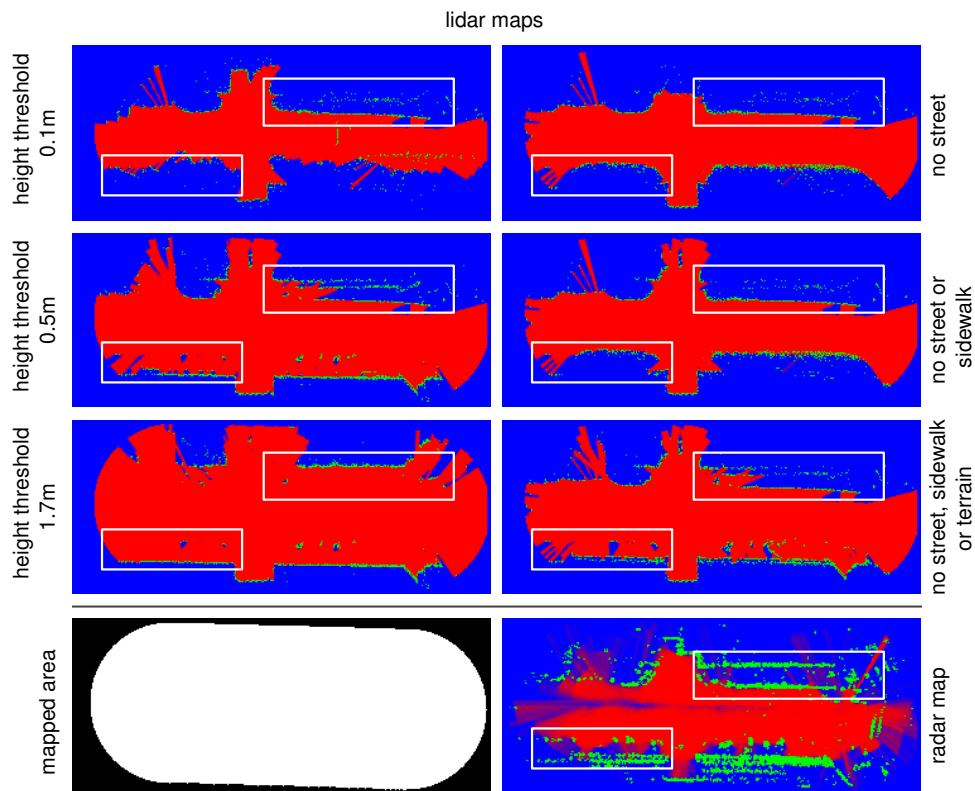 lidar maps
height threshold
0.1m
no street
height threshold
0.5m
no street or
sidewalk
height threshold
1.7m
no street, sidewalk
or terrain
mapped area
radar map